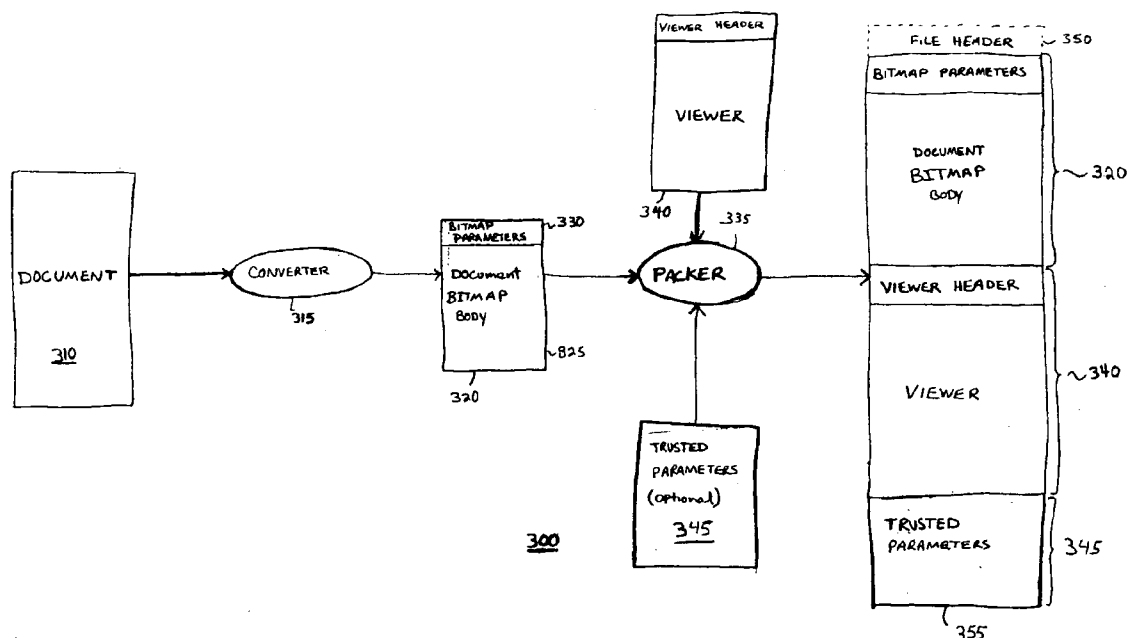 VIEWER HEADER
VIEWER
340
FILE HEADER
350
BITMAP PARAMETERS
DOCUMENT
BITMAP
BODY
320
DOCUMENT
310
CONVERTER
315
BITMAP
PARAMETERS
330
DOCUMENT
BITMAP
BODY
825
320
335
PACKER
VIEWER HEADER
VIEWER
340
TRUSTED
PARAMETERS
(optional)
345
300
TRUSTED
PARAMETERS
345
355